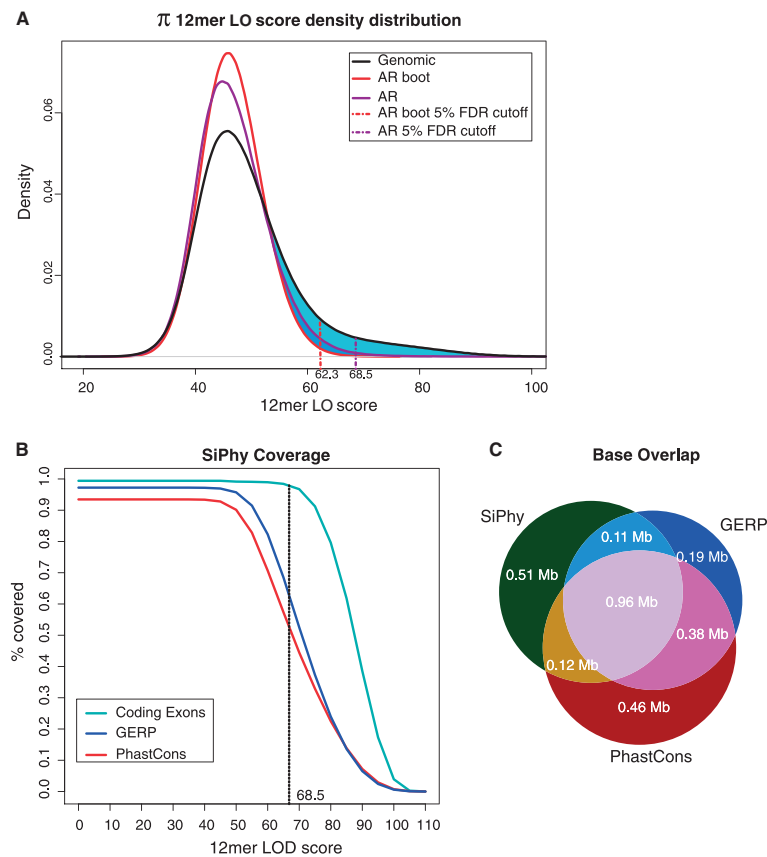 A
π 12mer LO score density distribution
Genomic
AR boot
AR
AR boot 5% FDR cutoff
AR 5% FDR cutoff
Density
0.06
0.04
0.02
0.00
62.3
68.5
20
40
60
80
100
12mer LO score
B
SiPhy Coverage
% covered
1.0
0.9
0.8
0.7
0.6
0.5
0.4
0.3
0.2
0.1
0.0
Coding Exons
GERP
PhastCons
68.5
0 10 20 30 40 50 60 70 80 90 100 110
12mer LOD score
C
Base Overlap
SiPhy
GERP
0.11 Mb
0.19 Mb
0.51 Mb
0.96 Mb
0.38 Mb
0.12 Mb
0.46 Mb
PhastCons